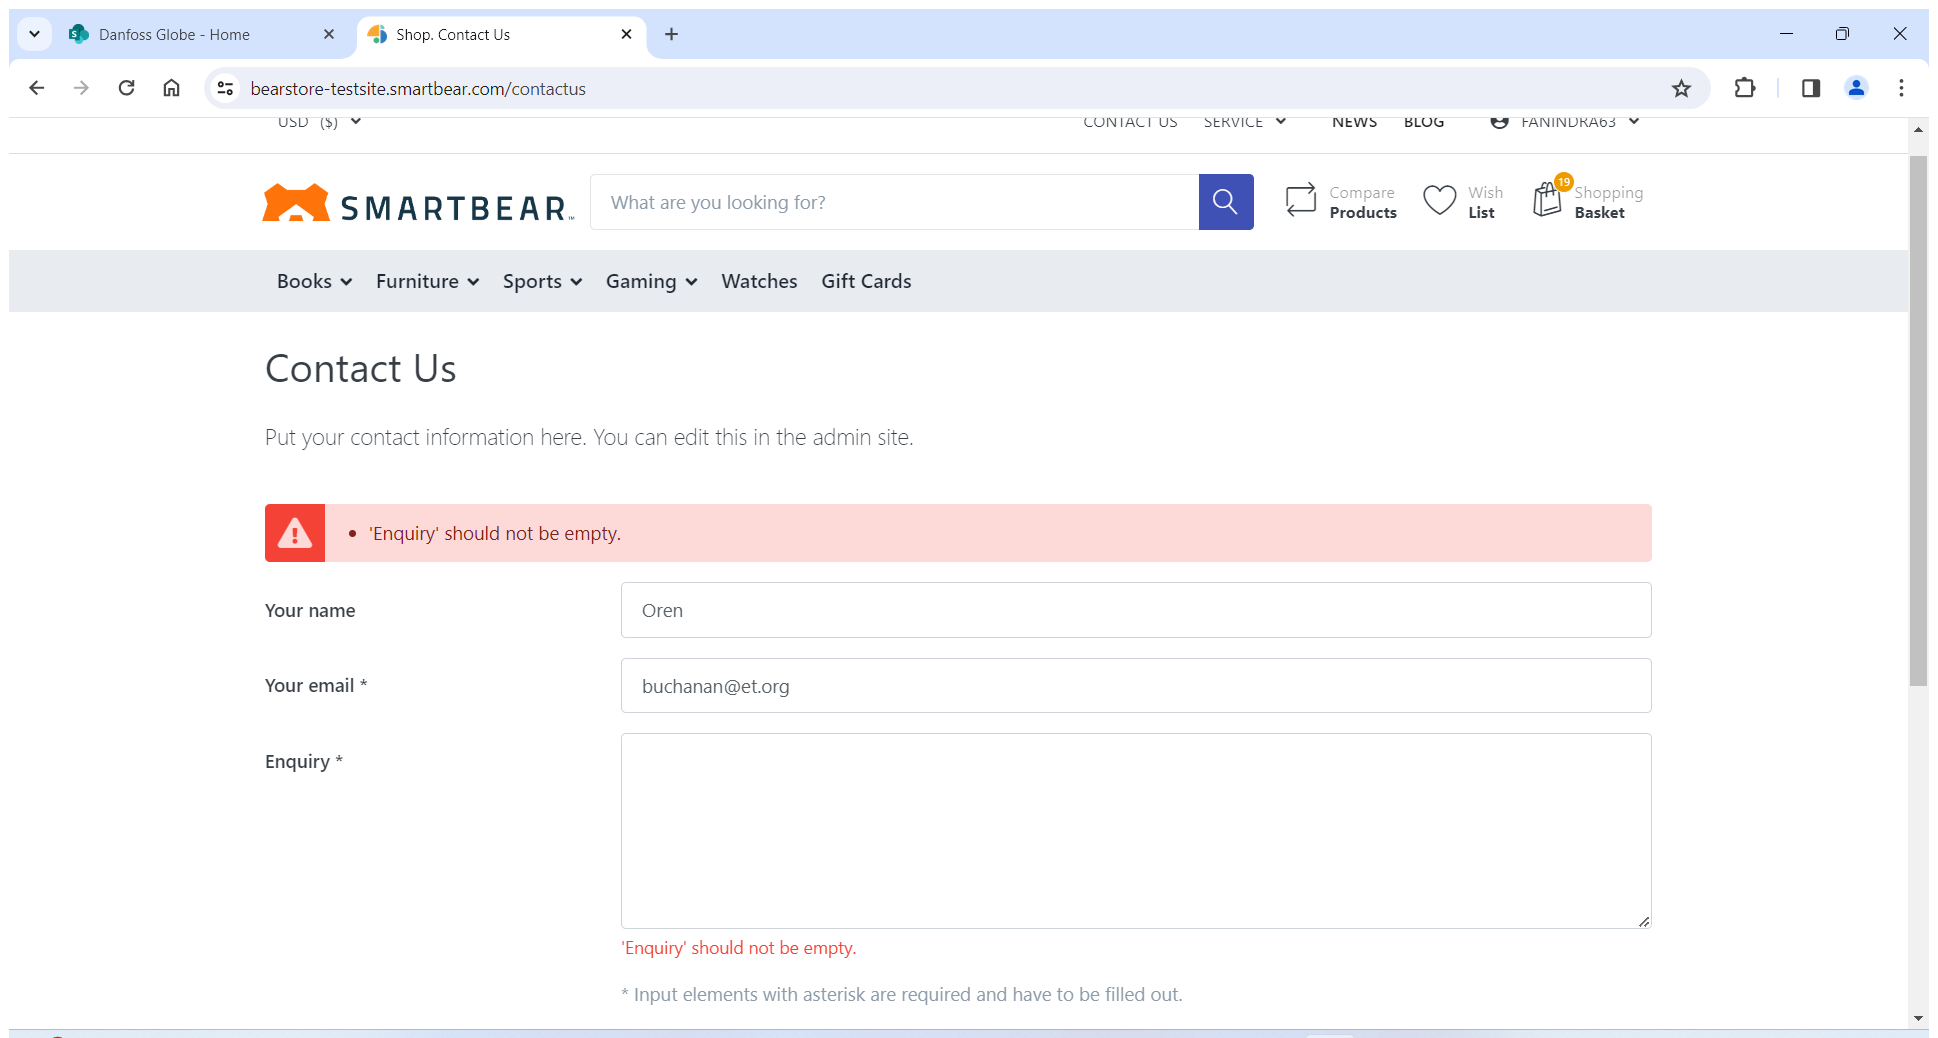 Danfoss Globe - Home
Shop. Contact Us
bearstore-testsite.smartbear.com/contactus
USD ($)
CONTACT US SERVICE NEWS BLOG FANINDRA63
SMARTBEAR™
What are you looking for?
Compare Products
Wish List
19
Shopping Basket
Books Furniture Sports Gaming Watches Gift Cards
Contact Us
Put your contact information here. You can edit this in the admin site.
• 'Enquiry' should not be empty.
Your name Oren
Your email * buchanan@et.org
Enquiry *
'Enquiry' should not be empty.
* Input elements with asterisk are required and have to be filled out.